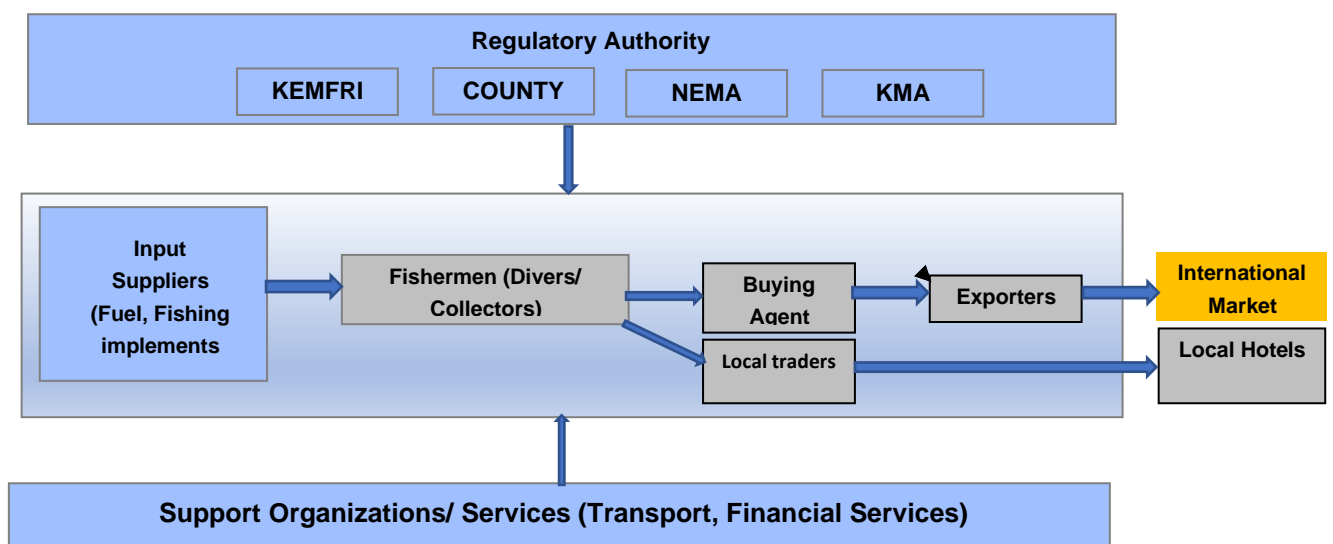 Regulatory Authority
KEMFRI
COUNTY
NEMA
KMA
Input
Suppliers
(Fuel, Fishing
implements
Fishermen (Divers/
Collectors)
Buying
Agent
Exporters
International
Market
Local traders
Local Hotels
Support Organizations/ Services (Transport, Financial Services)